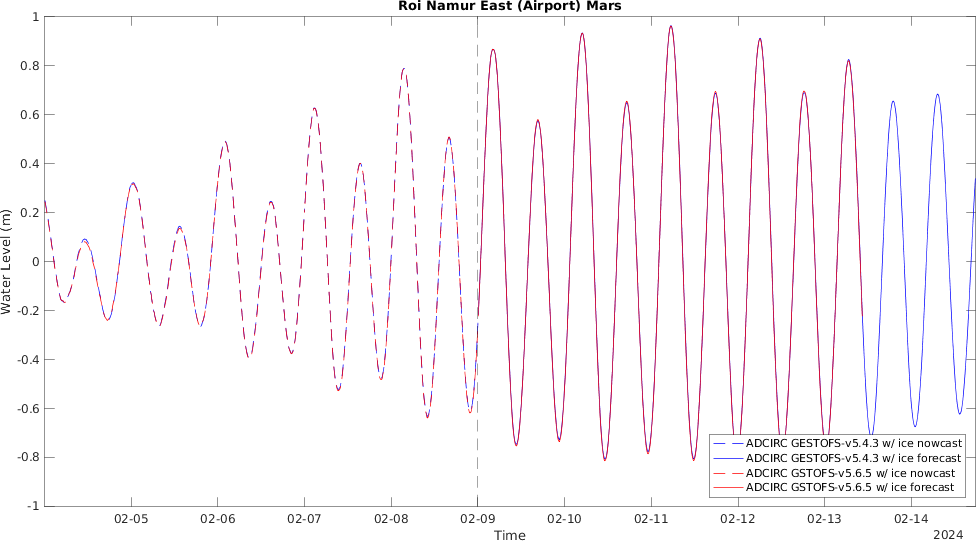 Roi Namur East (Airport) Mars
1
0.8
0.6
0.4
0.2
0
-0.2
-0.4
-0.6
-0.8
-1
Water Level (m)
ADCIRC GESTOFS-v5.4.3 w/ ice nowcast
ADCIRC GESTOFS-v5.4.3 w/ ice forecast
ADCIRC GSTOFS-v5.6.5 w/ ice nowcast
ADCIRC GSTOFS-v5.6.5 w/ ice forecast
02-05 02-06 02-07 02-08 02-09 02-10 02-11 02-12 02-13 02-14
Time
2024